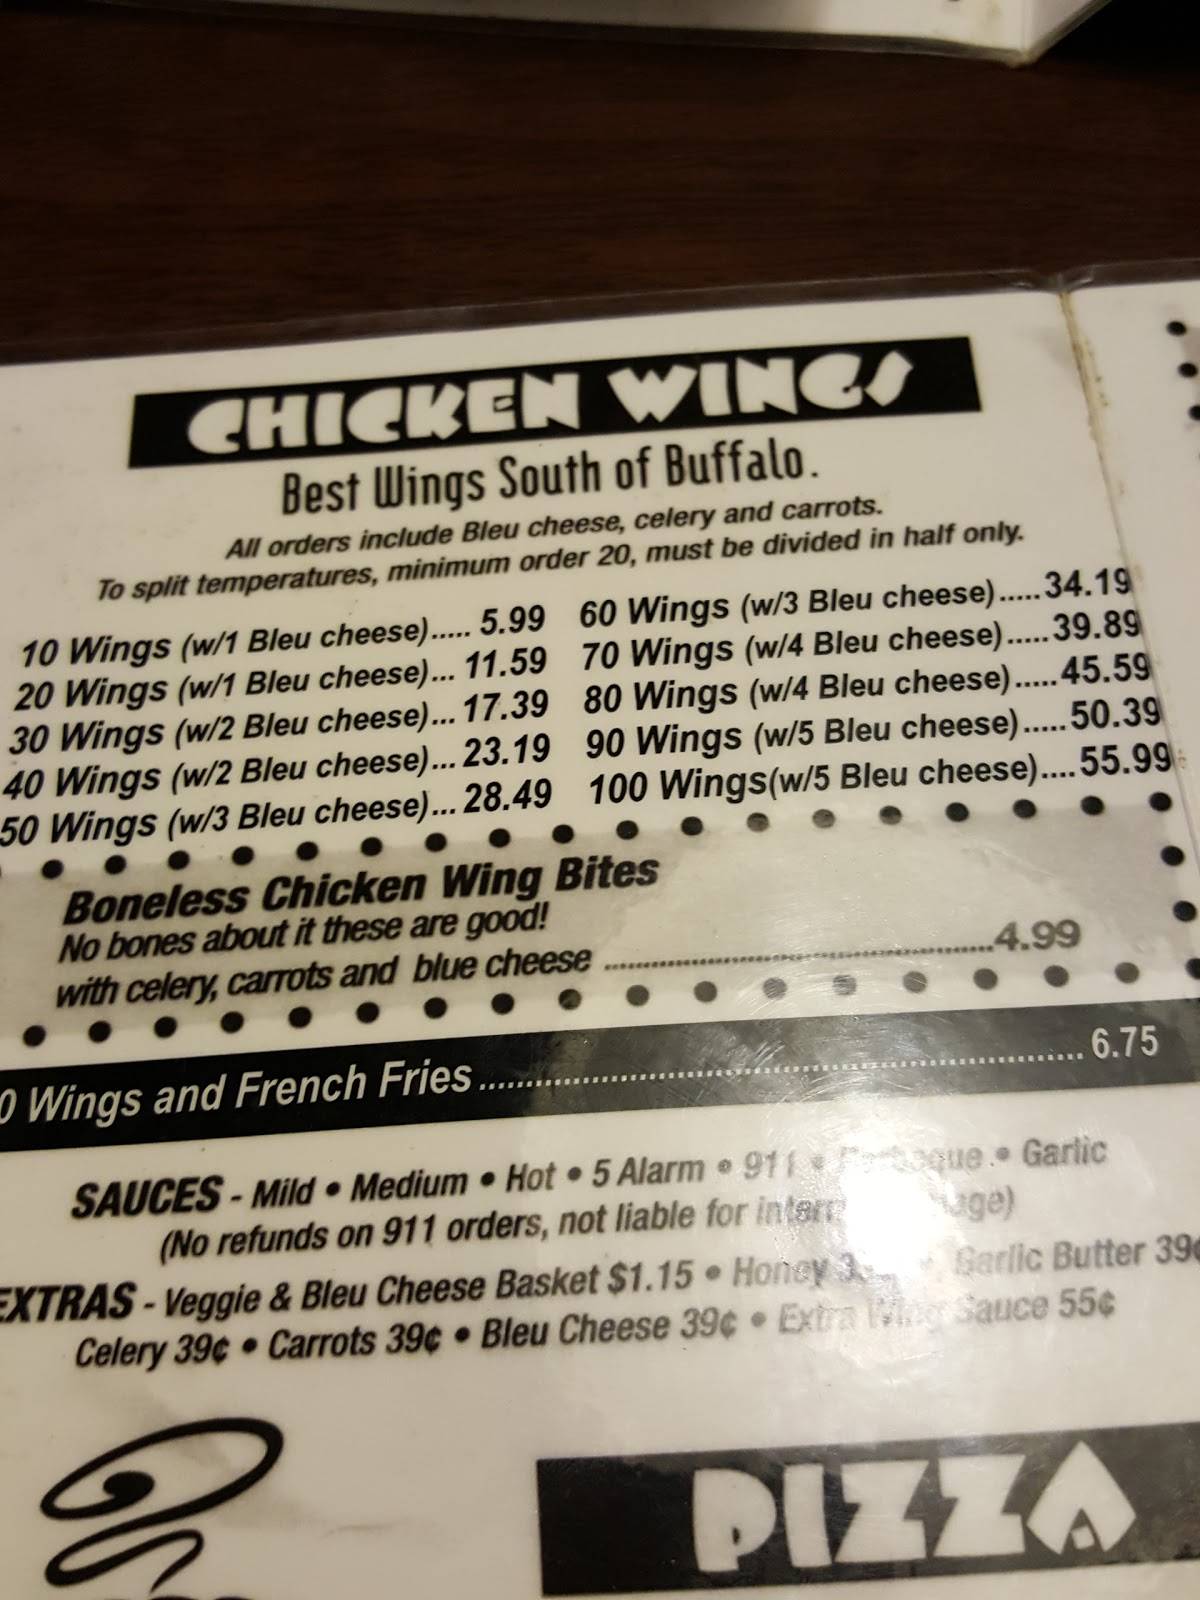 CHICKEN WINGS
Best Wings South of Buffalo.
All orders include Bleu cheese, celery and carrots.
To split temperatures, minimum order 20, must be divided in half only.
10 Wings (w/1 Bleu cheese)..... 5.99
20 Wings (w/1 Bleu cheese)... 11.59
30 Wings (w/2 Bleu cheese)... 17.39
40 Wings (w/2 Bleu cheese)... 23.19
50 Wings (w/3 Bleu cheese)... 28.49
60 Wings (w/3 Bleu cheese).....34.19
70 Wings (w/4 Bleu cheese).....39.89
80 Wings (w/4 Bleu cheese).....45.59
90 Wings (w/5 Bleu cheese).....50.39
100 Wings(w/5 Bleu cheese)....55.99
Boneless Chicken Wing Bites
No bones about it these are good!
with celery, carrots and blue cheese ................................................4.99
0 Wings and French Fries................................................................ 6.75
SAUCES - Mild • Medium • Hot • 5 Alarm • 911 • Barbeque • Garlic
(No refunds on 911 orders, not liable for
EXTRAS - Veggie & Bleu Cheese Basket $1.15 • Honey Garlic Butter 39¢
Celery 39¢ • Carrots 39¢ • Bleu Cheese 39¢ • Extra Wing Sauce 55¢
PIZZA